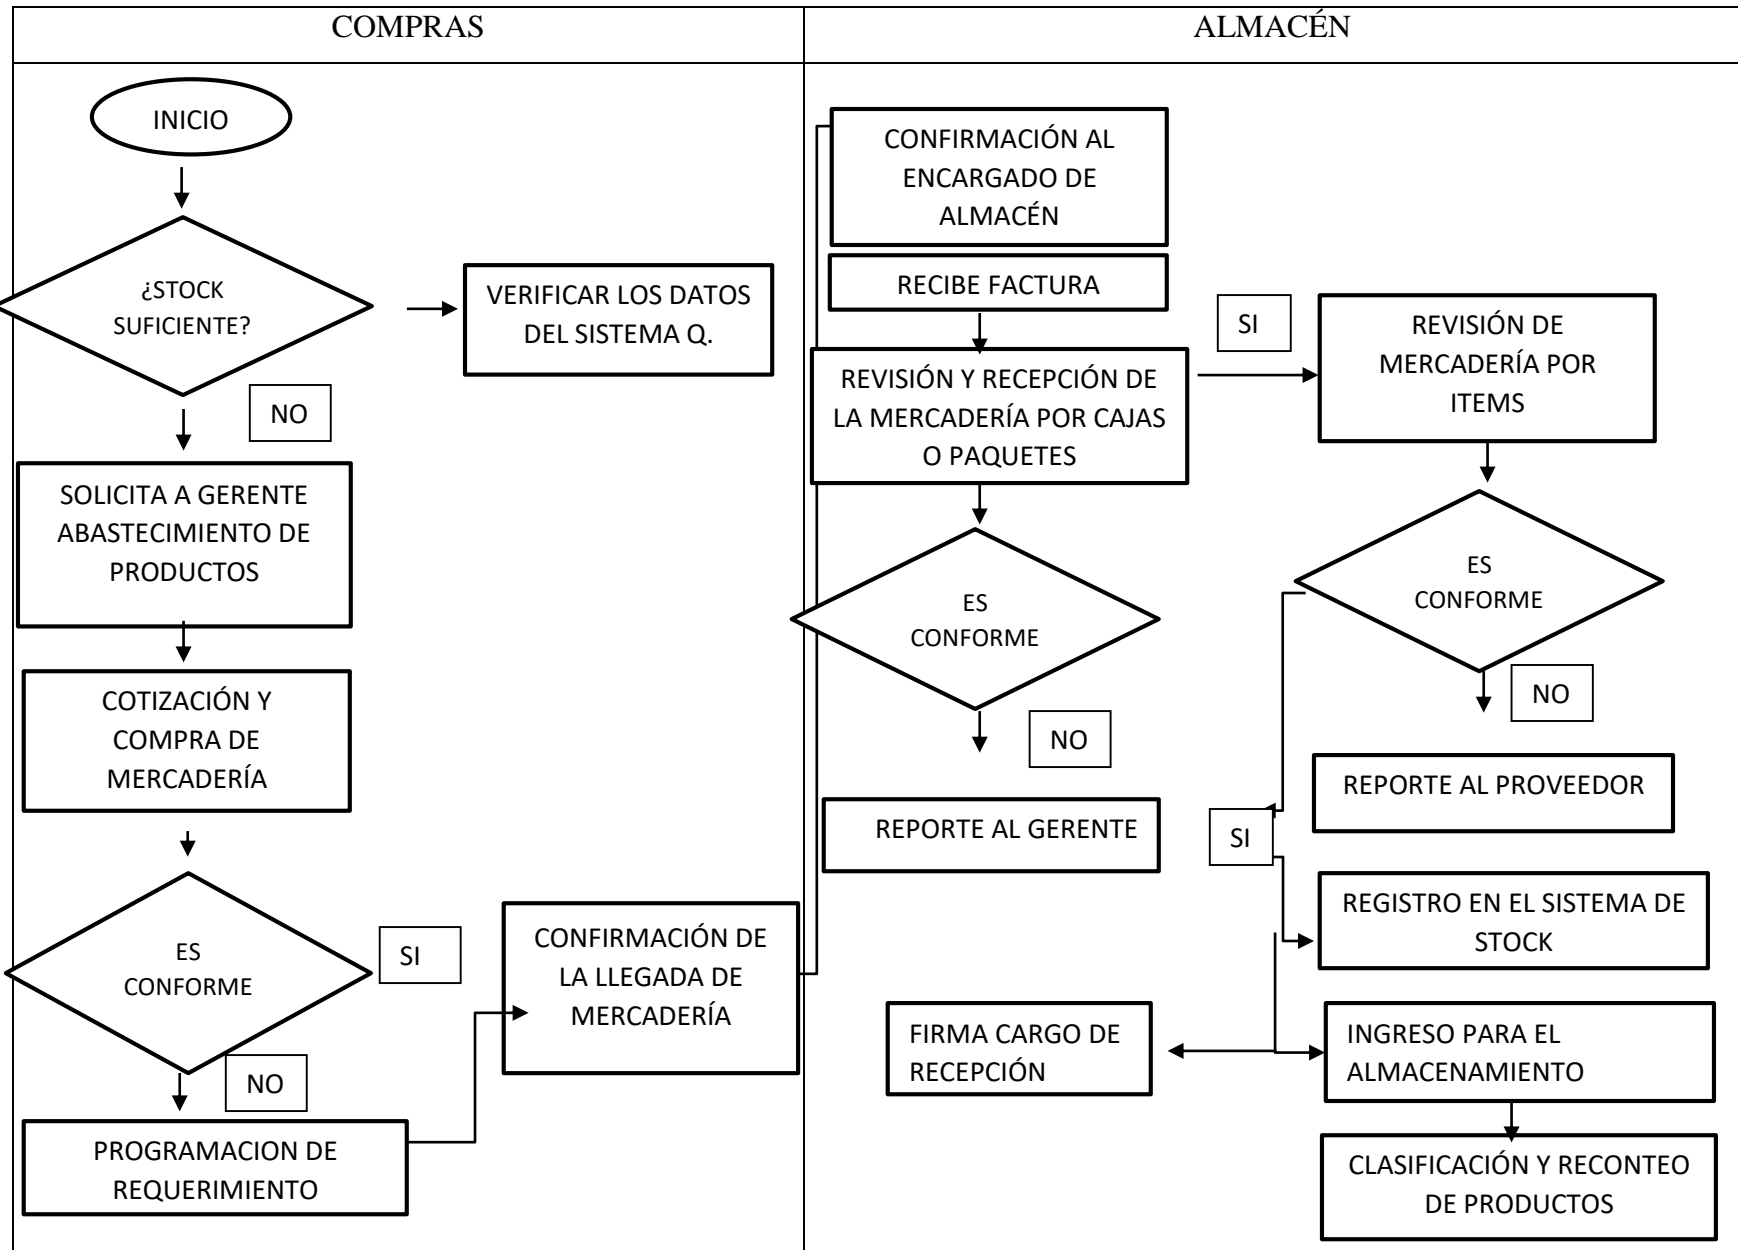 COMPRAS
ALMACÉN
INICIO
¿STOCK
SUFICIENTE?
VERIFICAR LOS DATOS
DEL SISTEMA Q.
NO
SOLICITA A GERENTE
ABASTECIMIENTO DE
PRODUCTOS
COTIZACIÓN Y
COMPRA DE
MERCADERÍA
ES
CONFORME
SI
NO
PROGRAMACION DE
REQUERIMIENTO
CONFIRMACIÓN DE
LA LLEGADA DE
MERCADERÍA
CONFIRMACIÓN AL
ENCARGADO DE
ALMACÉN
RECIBE FACTURA
REVISIÓN Y RECEPCIÓN DE
LA MERCADERÍA POR CAJAS
O PAQUETES
SI
REVISIÓN DE
MERCADERÍA POR
ITEMS
ES
CONFORME
NO
REPORTE AL GERENTE
ES
CONFORME
NO
REPORTE AL PROVEEDOR
SI
REGISTRO EN EL SISTEMA DE
STOCK
FIRMA CARGO DE
RECEPCIÓN
INGRESO PARA EL
ALMACENAMIENTO
CLASIFICACIÓN Y RECONTEO
DE PRODUCTOS